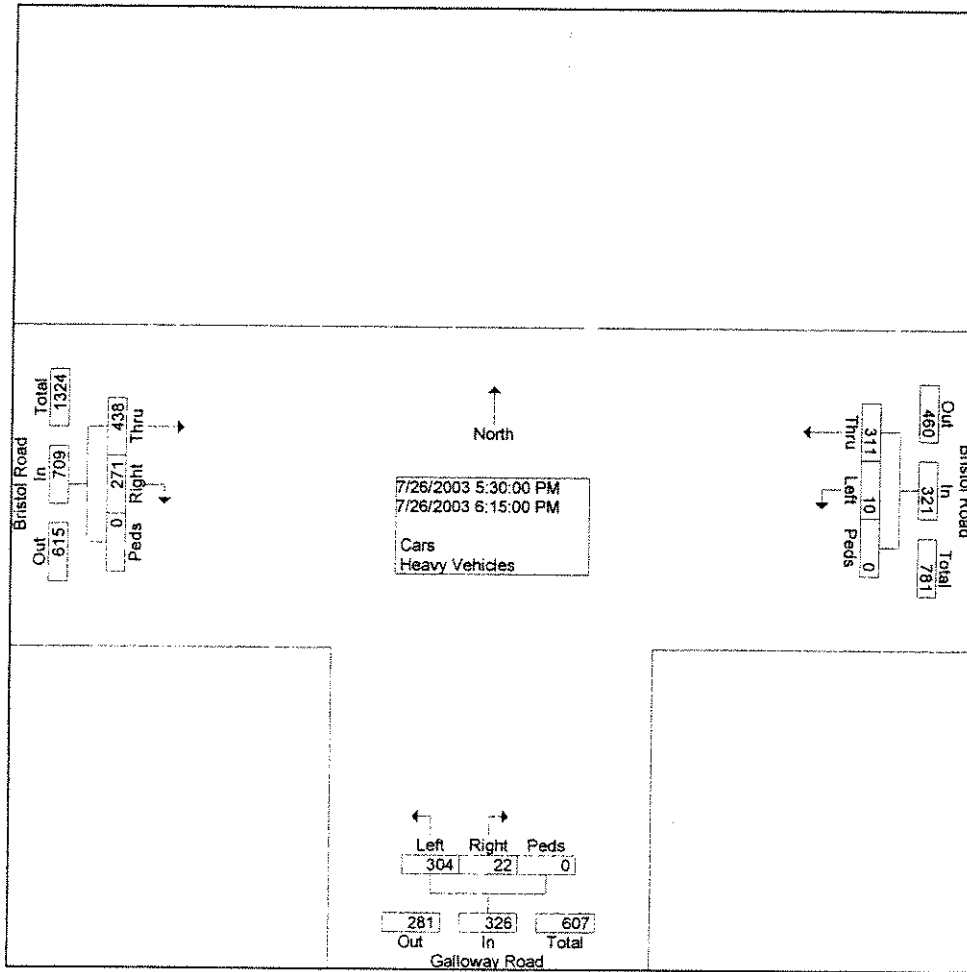 North
7/26/2003 5:30:00 PM
7/26/2003 6:15:00 PM
Cars
Heavy Vehicles
Bristol Road
Total In Out
1324 709 615
438 271 0
Thru Right Peds
Bristol Road
Out In Total
460 321 781
Thru Left Peds
311 10 0
Left Right Peds
304 22 0
281 326 607
Out In Total
Galloway Road